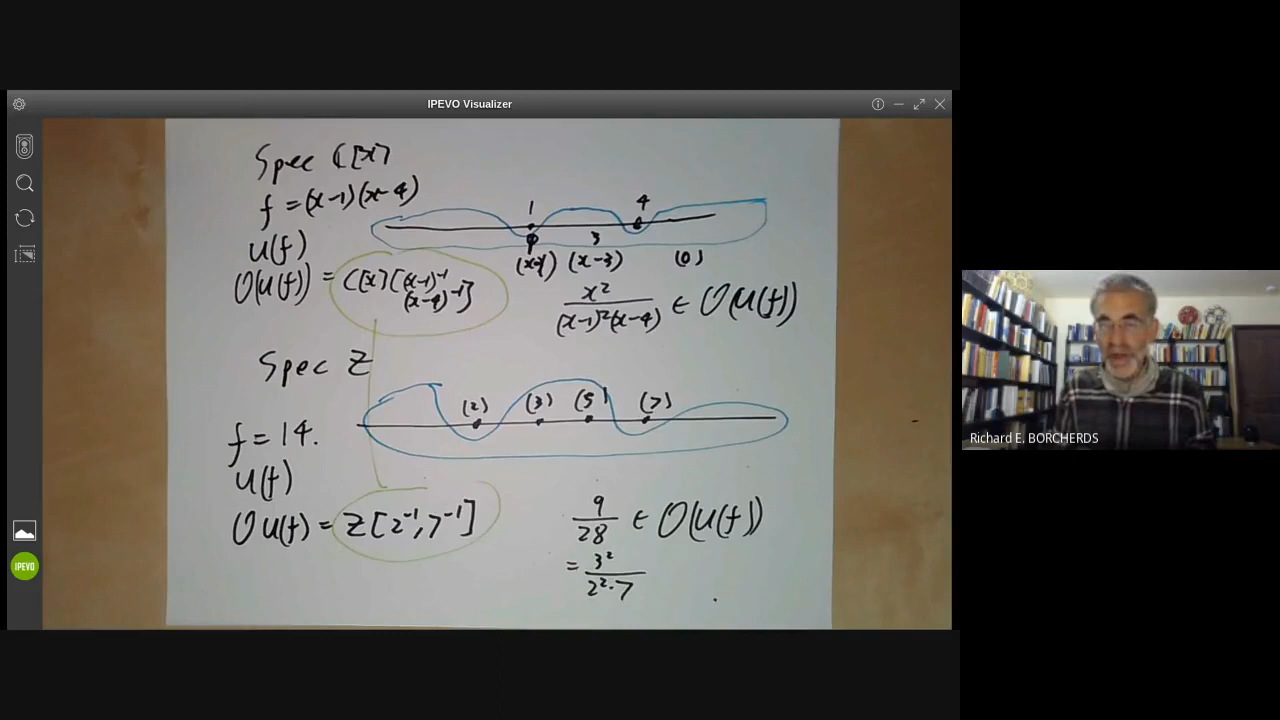 IPEVO Visualizer
Spec ℂ[x]
f = (x-1)(x-4)
1 4
U(f)
3
(x-1) (x-3) (0)
O(U(f)) = ℂ[x][(x-1)⁻¹
(x-4)⁻¹]
x²
(x-1)²(x-4) ∈ O(U(f))
Spec Z
(2) (3) (5) (7)
f = 14.
U(f)
O U(f) = Z[2⁻¹, 7⁻¹]
9
28 ∈ O(U(f))
= 3²
2²·7
IPEVO
Richard E. BORCHERDS